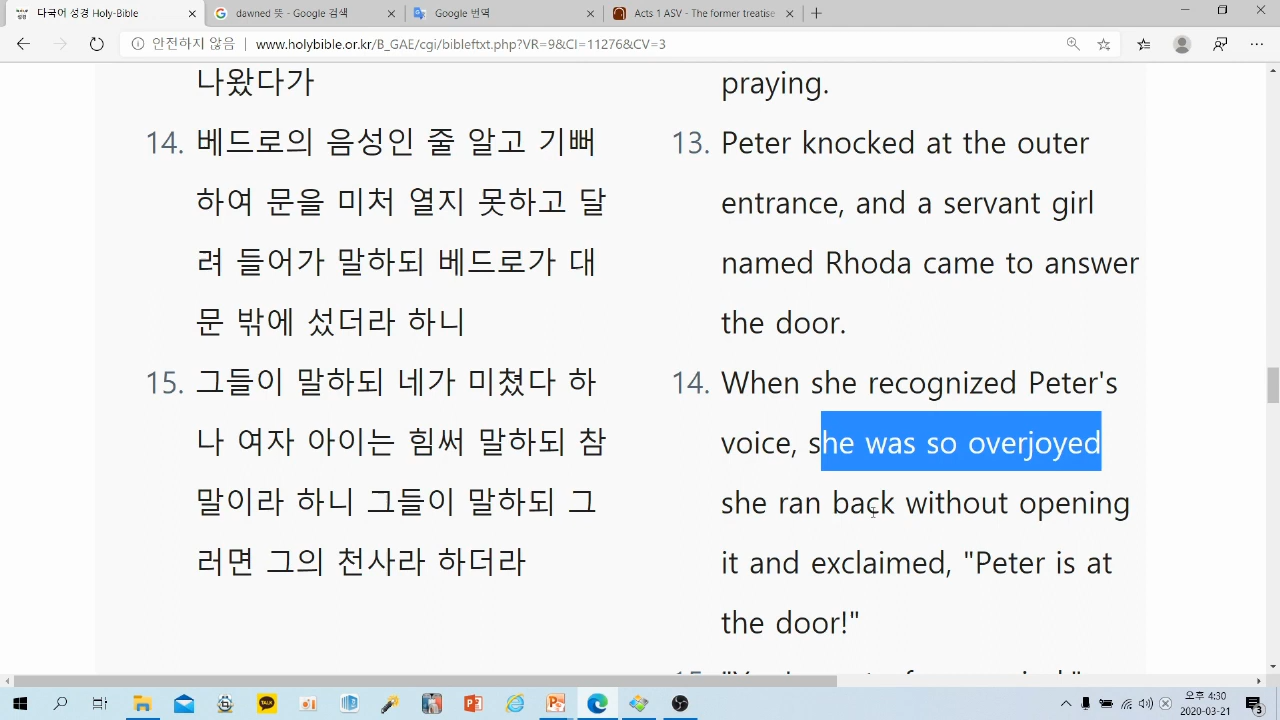 다국어 성경 Holy-Bible
dawned 뜻 - Google 검색
Google 번역
Acts 1 ASV - The former treatise
안전하지 않음
www.holybible.or.kr/B_GAE/cgi/bibleftxt.php?VR=9&CI=11276&CV=3
나왔다가
14. 베드로의 음성인 줄 알고 기뻐
하여 문을 미처 열지 못하고 달
려 들어가 말하되 베드로가 대
문 밖에 섰더라 하니
15. 그들이 말하되 네가 미쳤다 하
나 여자 아이는 힘써 말하되 참
말이라 하니 그들이 말하되 그
러면 그의 천사라 하더라
praying.
13. Peter knocked at the outer
entrance, and a servant girl
named Rhoda came to answer
the door.
14. When she recognized Peter's
voice, she was so overjoyed
she ran back without opening
it and exclaimed, "Peter is at
the door!"
TALK
오후 4:30
2020-03-21
3